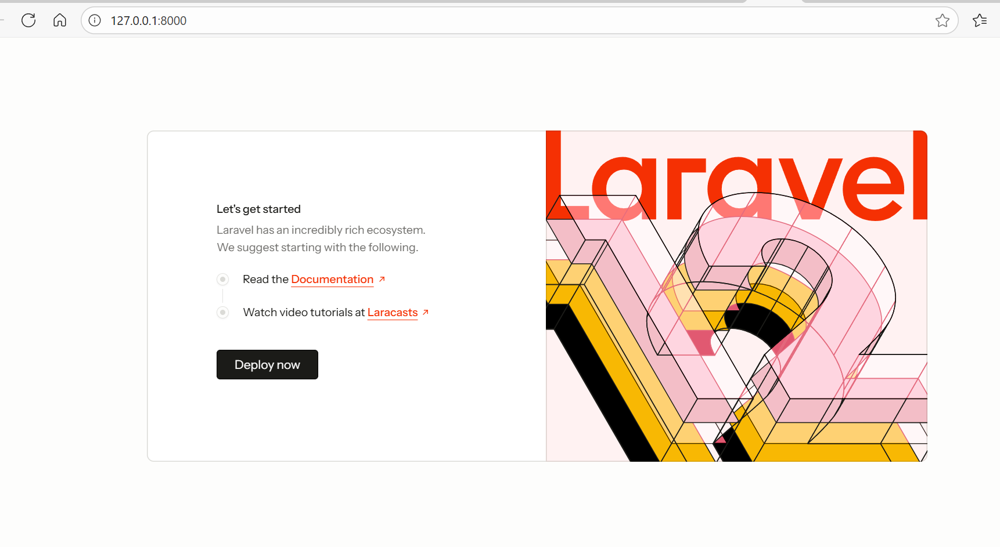 127.0.0.1:8000
Laravel
Let's get started
Laravel has an incredibly rich ecosystem.
We suggest starting with the following.
Read the Documentation
Watch video tutorials at Laracasts
Deploy now